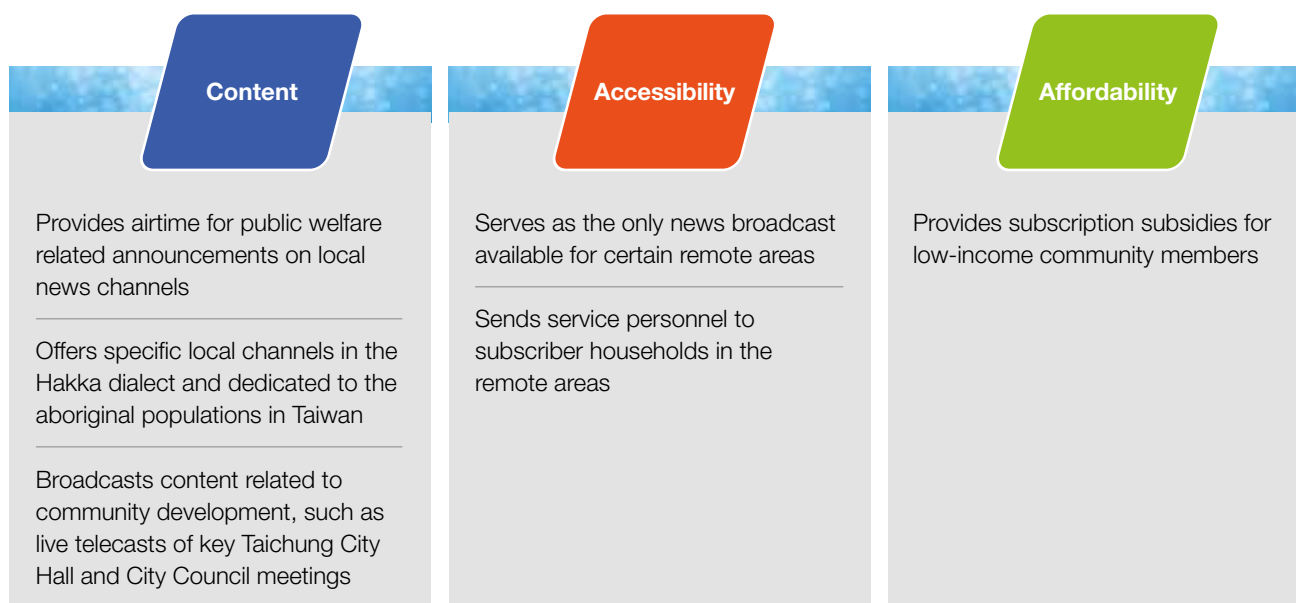 Content
Provides airtime for public welfare
related announcements on local
news channels
Offers specific local channels in the
Hakka dialect and dedicated to the
aboriginal populations in Taiwan
Broadcasts content related to
community development, such as
live telecasts of key Taichung City
Hall and City Council meetings
Accessibility
Serves as the only news broadcast
available for certain remote areas
Sends service personnel to
subscriber households in the
remote areas
Affordability
Provides subscription subsidies for
low-income community members